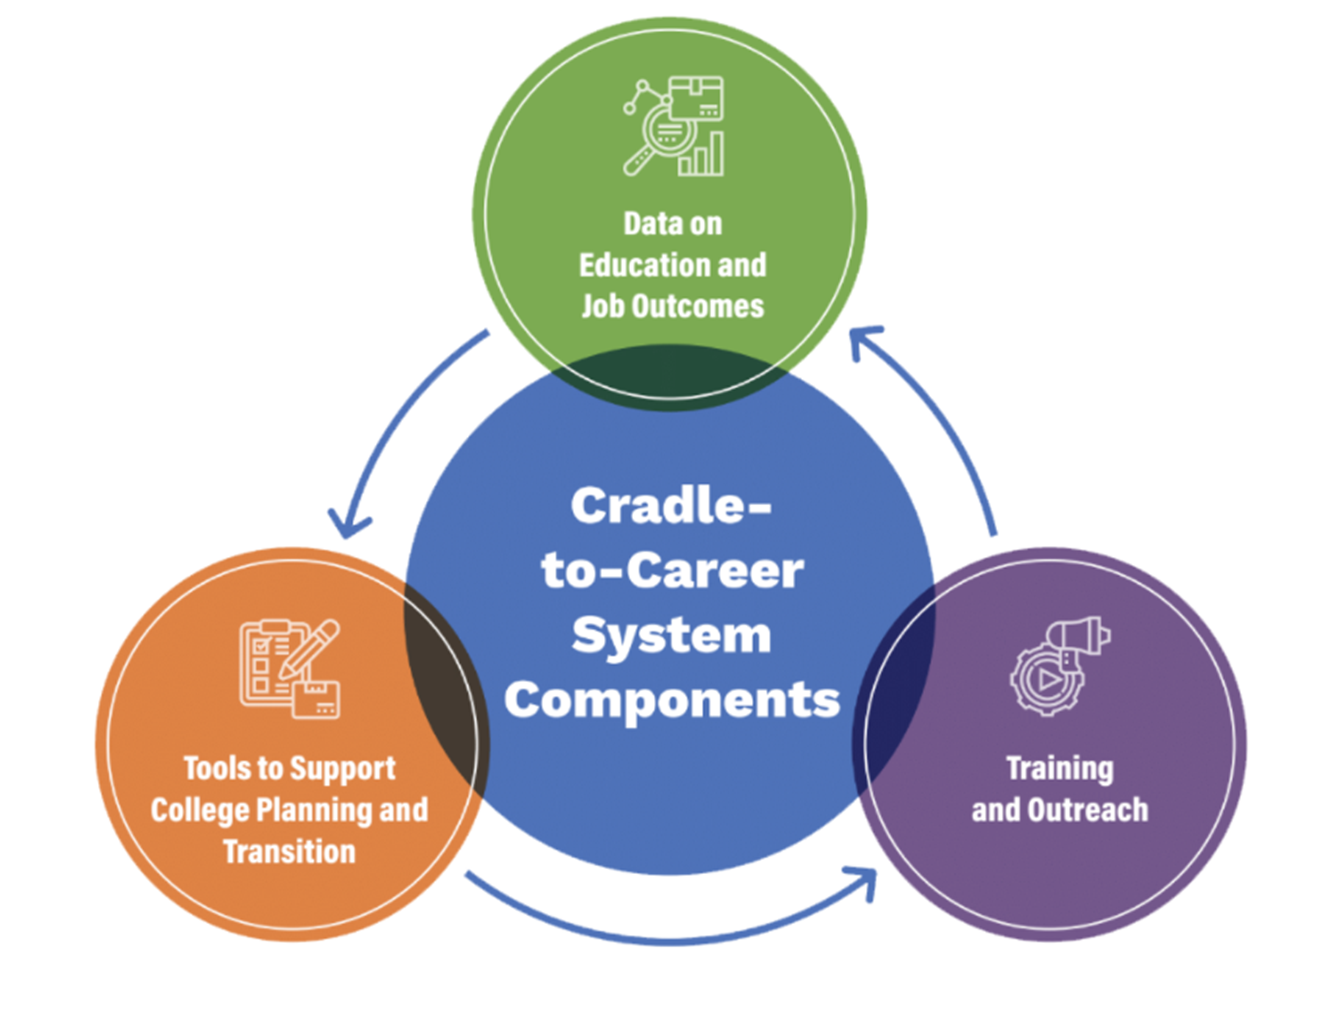 Data on
Education and
Job Outcomes
Cradle-
to-Career
System
Components
Tools to Support
College Planning and
Transition
Training
and Outreach